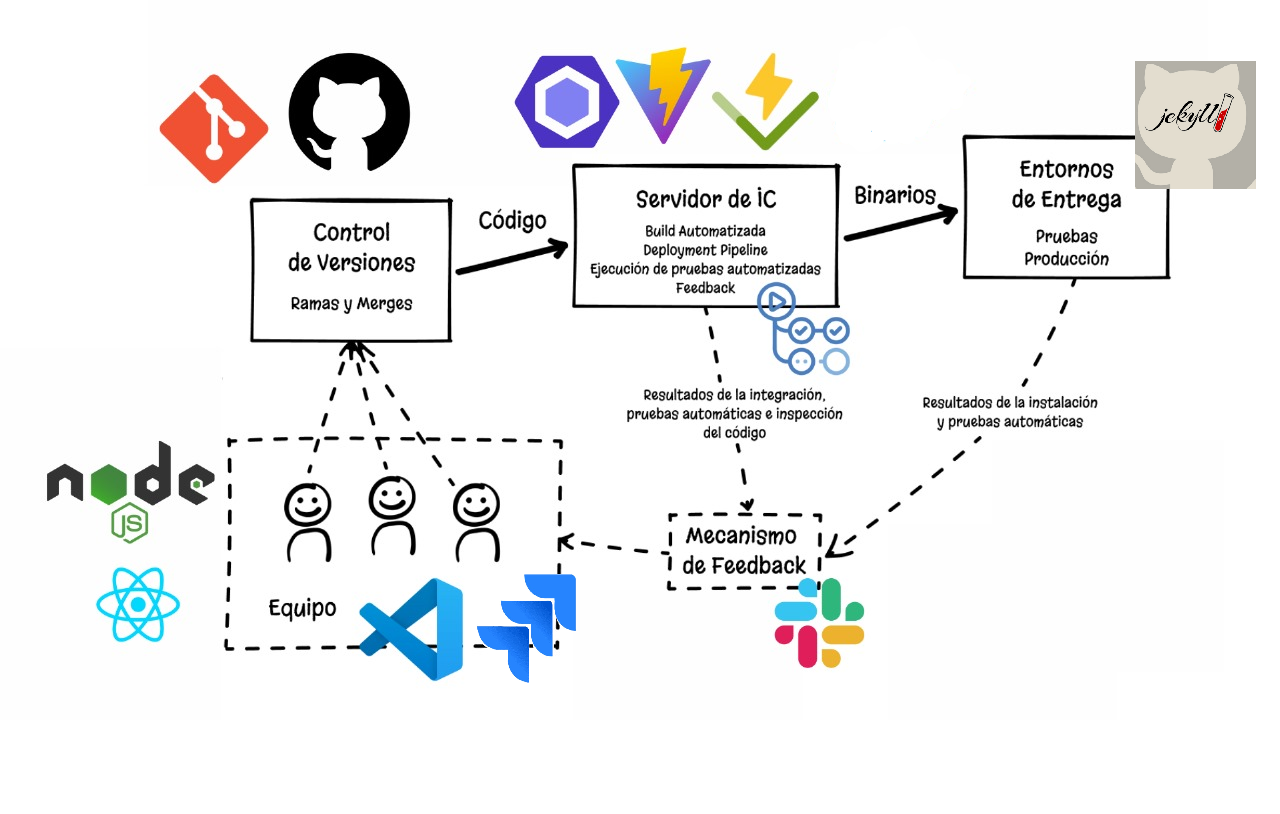 jekyll
Control
de Versiones
Ramas y Merges
Código
Servidor de IC
Build Automatizada
Deployment Pipeline
Ejecución de pruebas automatizadas
Feedback
Binarios
Entornos
de Entrega
Pruebas
Producción
Resultados de la integración,
pruebas automáticas e inspección
del código
Resultados de la instalación
y pruebas automáticas
node
JS
Equipo
Mecanismo
de Feedback